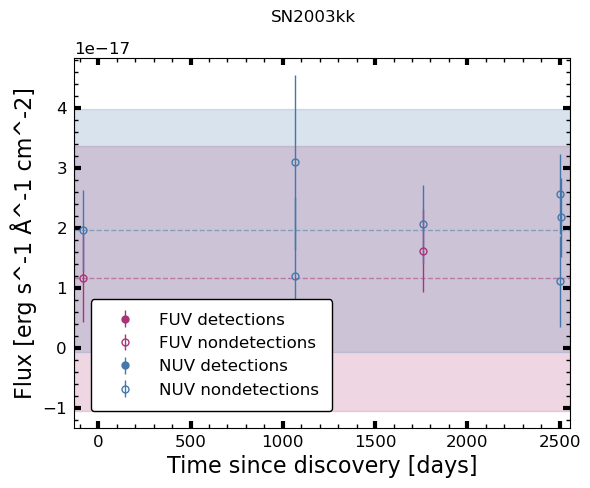 SN2003kk
1e−17
Flux [erg s^-1 Å^-1 cm^-2]
4
3
2
1
0
−1
FUV detections
FUV nondetections
NUV detections
NUV nondetections
0 500 1000 1500 2000 2500
Time since discovery [days]